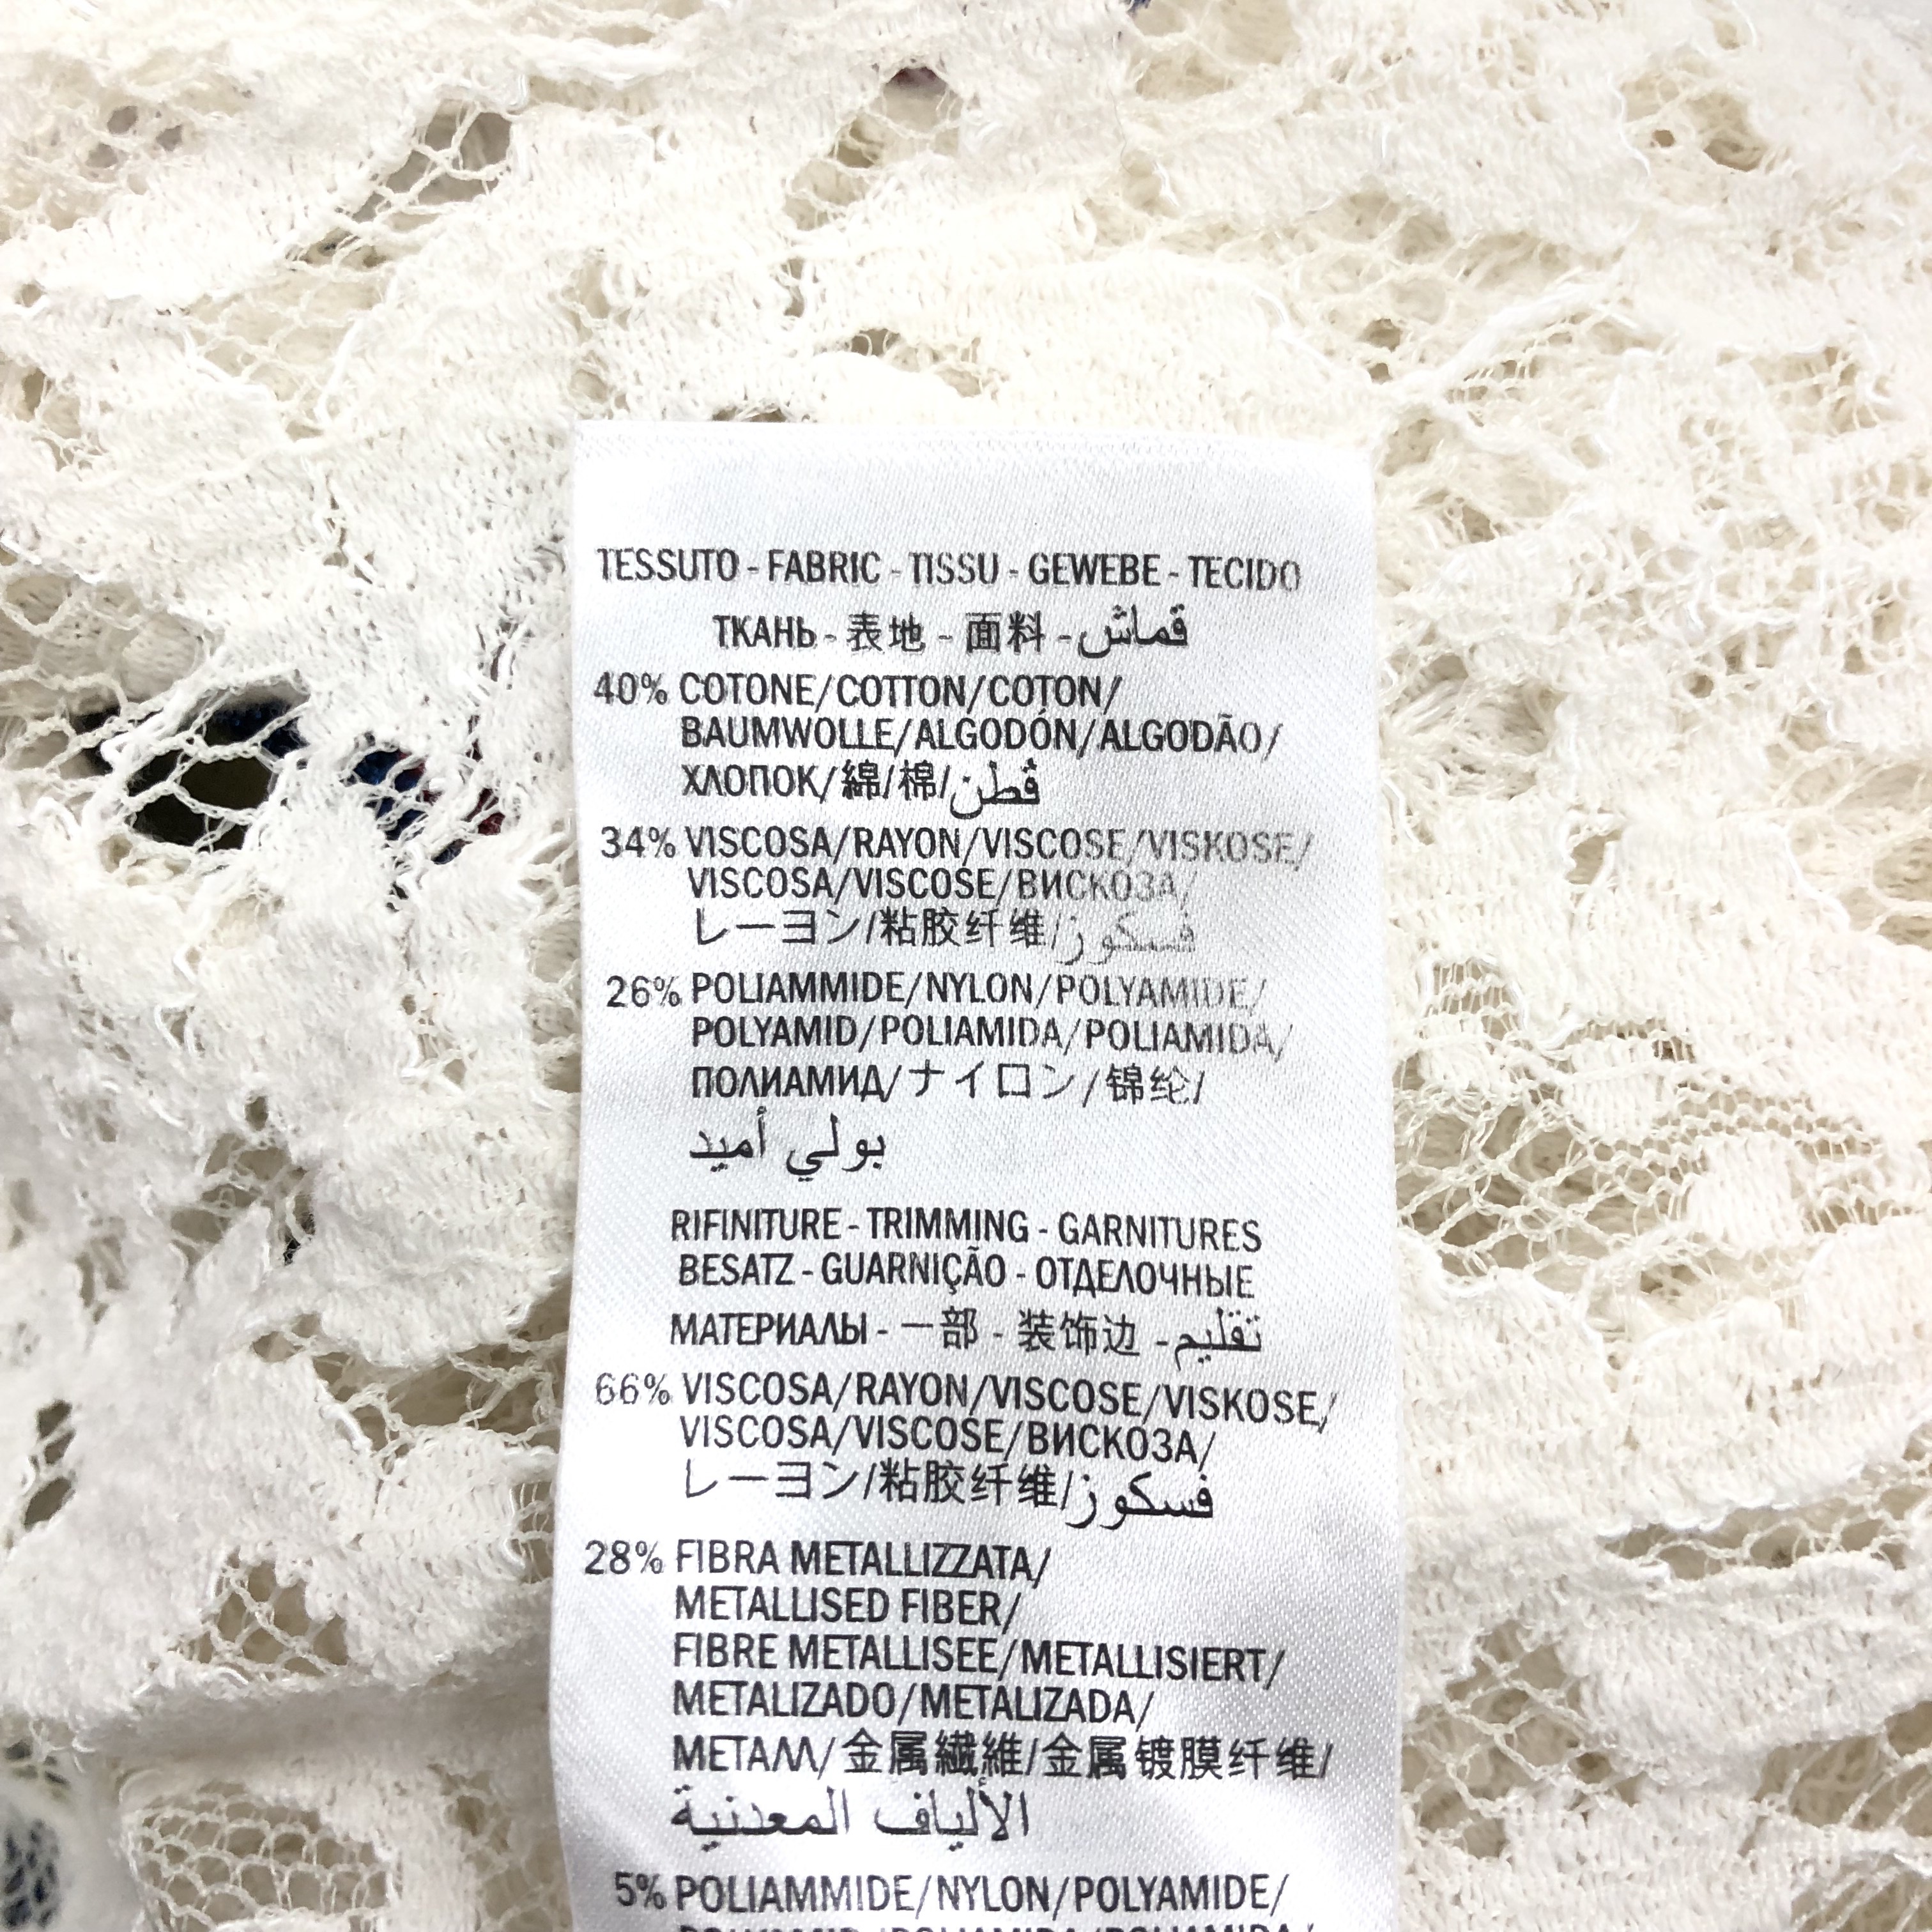 TESSUTO - FABRIC - TISSU - GEWEBE - TECIDO
ТКАНЬ - 表地 - 面料 - قماش
40% COTONE/COTTON/COTON/
BAUMWOLLE/ALGODÓN/ALGODÃO/
ХЛОПОК/綿/棉/قطن
34% VISCOSA/RAYON/VISCOSE/VISKOSE/
VISCOSA/VISCOSE/ВИСКОЗА/
レーヨン/粘胶纤维/فسكوز
26% POLIAMMIDE/NYLON/POLYAMIDE/
POLYAMID/POLIAMIDA/POLIAMIDA/
ПОЛИАМИД/ナイロン/锦纶/
بولي أميد
RIFINITURE - TRIMMING - GARNITURES
BESATZ - GUARNIÇÃO - ОТДЕЛОЧНЫЕ
МАТЕРИАЛЫ - 一部 - 装饰边 - تقليم
66% VISCOSA/RAYON/VISCOSE/VISKOSE/
VISCOSA/VISCOSE/ВИСКОЗА/
レーヨン/粘胶纤维/فسكوز
28% FIBRA METALLIZZATA/
METALLISED FIBER/
FIBRE METALLISEE/METALLISIERT/
METALIZADO/METALIZADA/
МЕТАЛЛ/金属繊維/金属镀膜纤维/
الألياف المعدنية
5% POLIAMMIDE/NYLON/POLYAMIDE/